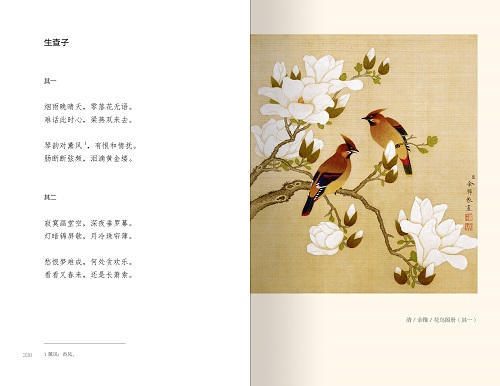 生查子
其一
烟雨晚晴天，零落花无语。
难话此时心，梁燕双来去。
琴韵对薰风1，有恨和情抚。
肠断断弦频，泪滴黄金缕。
其二
寂寞画堂空，深夜垂罗幕。
灯暗锦屏欹，月冷珠帘薄。
愁恨梦难成，何处贪欢乐。
看看又春来，还是长萧索。
1 薰风：南风。
臣余穉恭画
清 / 余穉 / 花鸟图册（其一）